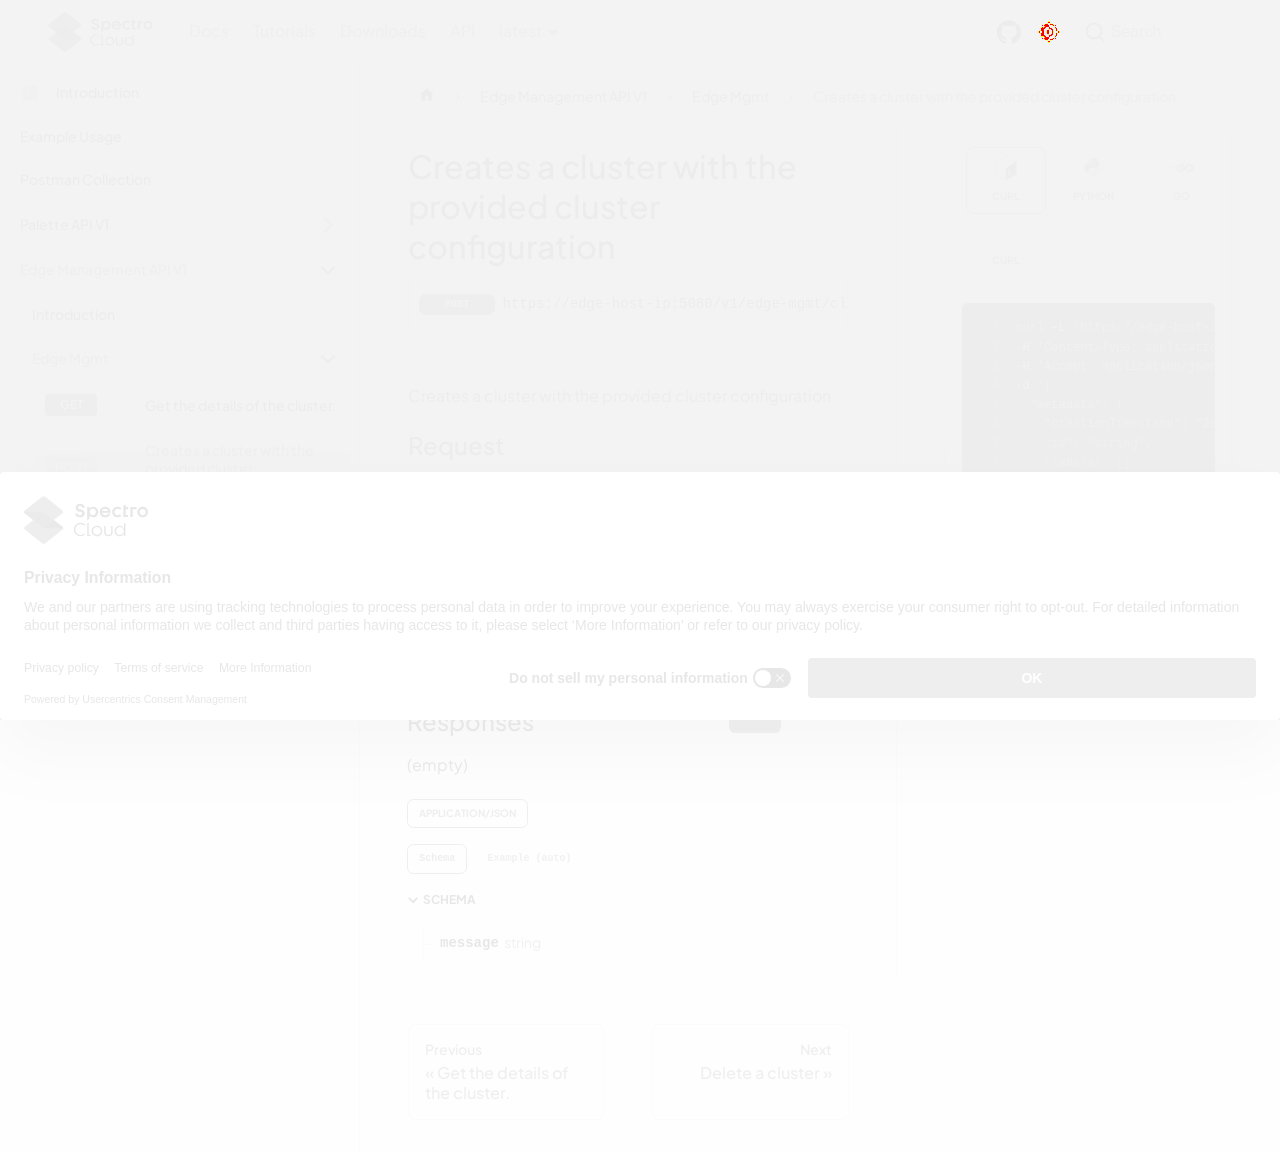 Spectro Cloud
Docs Tutorials Downloads API latest
Search
Introduction
Example Usage
Postman Collection
Palette API V1
Edge Management API V1
Introduction
Edge Mgmt
GET Get the details of the cluster.
Creates a cluster with the
Edge Management API V1 Edge Mgmt Creates a cluster with the provided cluster configuration
Creates a cluster with the
provided cluster
configuration
POST https://edge-host-ip:5080/v1/edge-mgmt/cl
Creates a cluster with the provided cluster configuration
Request
CURL PYTHON GO
CURL
Spectro
Cloud
Privacy Information
We and our partners are using tracking technologies to process personal data in order to improve your experience. You may always exercise your consumer right to opt-out. For detailed information
about personal information we collect and third parties having access to it, please select ‘More Information’ or refer to our privacy policy.
Privacy policy Terms of service More Information
Do not sell my personal information
OK
Powered by Usercentrics Consent Management
Responses
(empty)
APPLICATION/JSON
Schema Example (auto)
SCHEMA
message string
Previous
« Get the details of
the cluster.
Next
Delete a cluster »